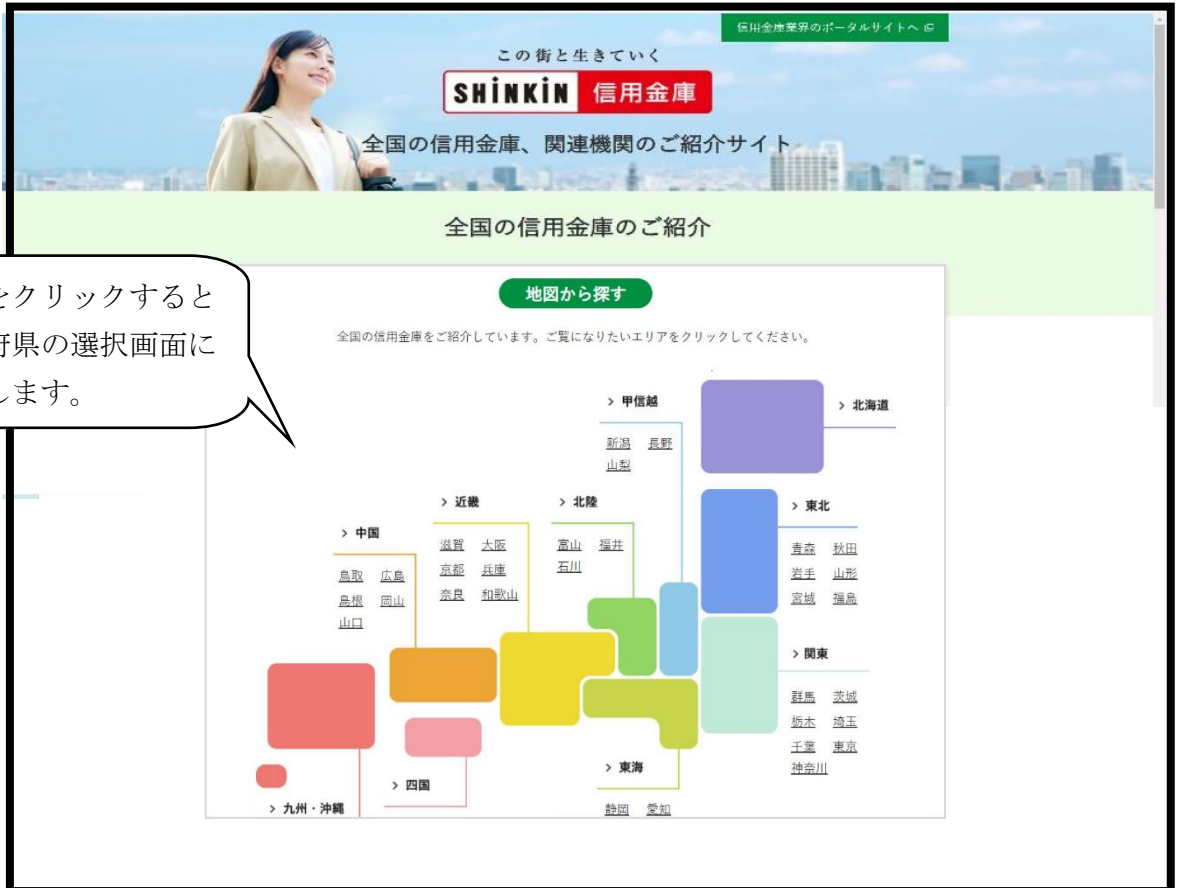 信用金庫業界のポータルサイトへ
この街と生きていく
SHINKIN 信用金庫
全国の信用金庫、関連機関のご紹介サイト
全国の信用金庫のご紹介
をクリックすると
府県の選択画面に
します。
地図から探す
全国の信用金庫をご紹介しています。ご覧になりたいエリアをクリックしてください。
> 甲信越
新潟 長野
山梨
> 北海道
> 近畿
滋賀 大阪
京都 兵庫
奈良 和歌山
> 北陸
富山 福井
石川
> 東北
青森 秋田
岩手 山形
宮城 福島
> 中国
鳥取 広島
島根 岡山
山口
> 関東
群馬 茨城
栃木 埼玉
千葉 東京
神奈川
> 東海
静岡 愛知
> 四国
> 九州・沖縄